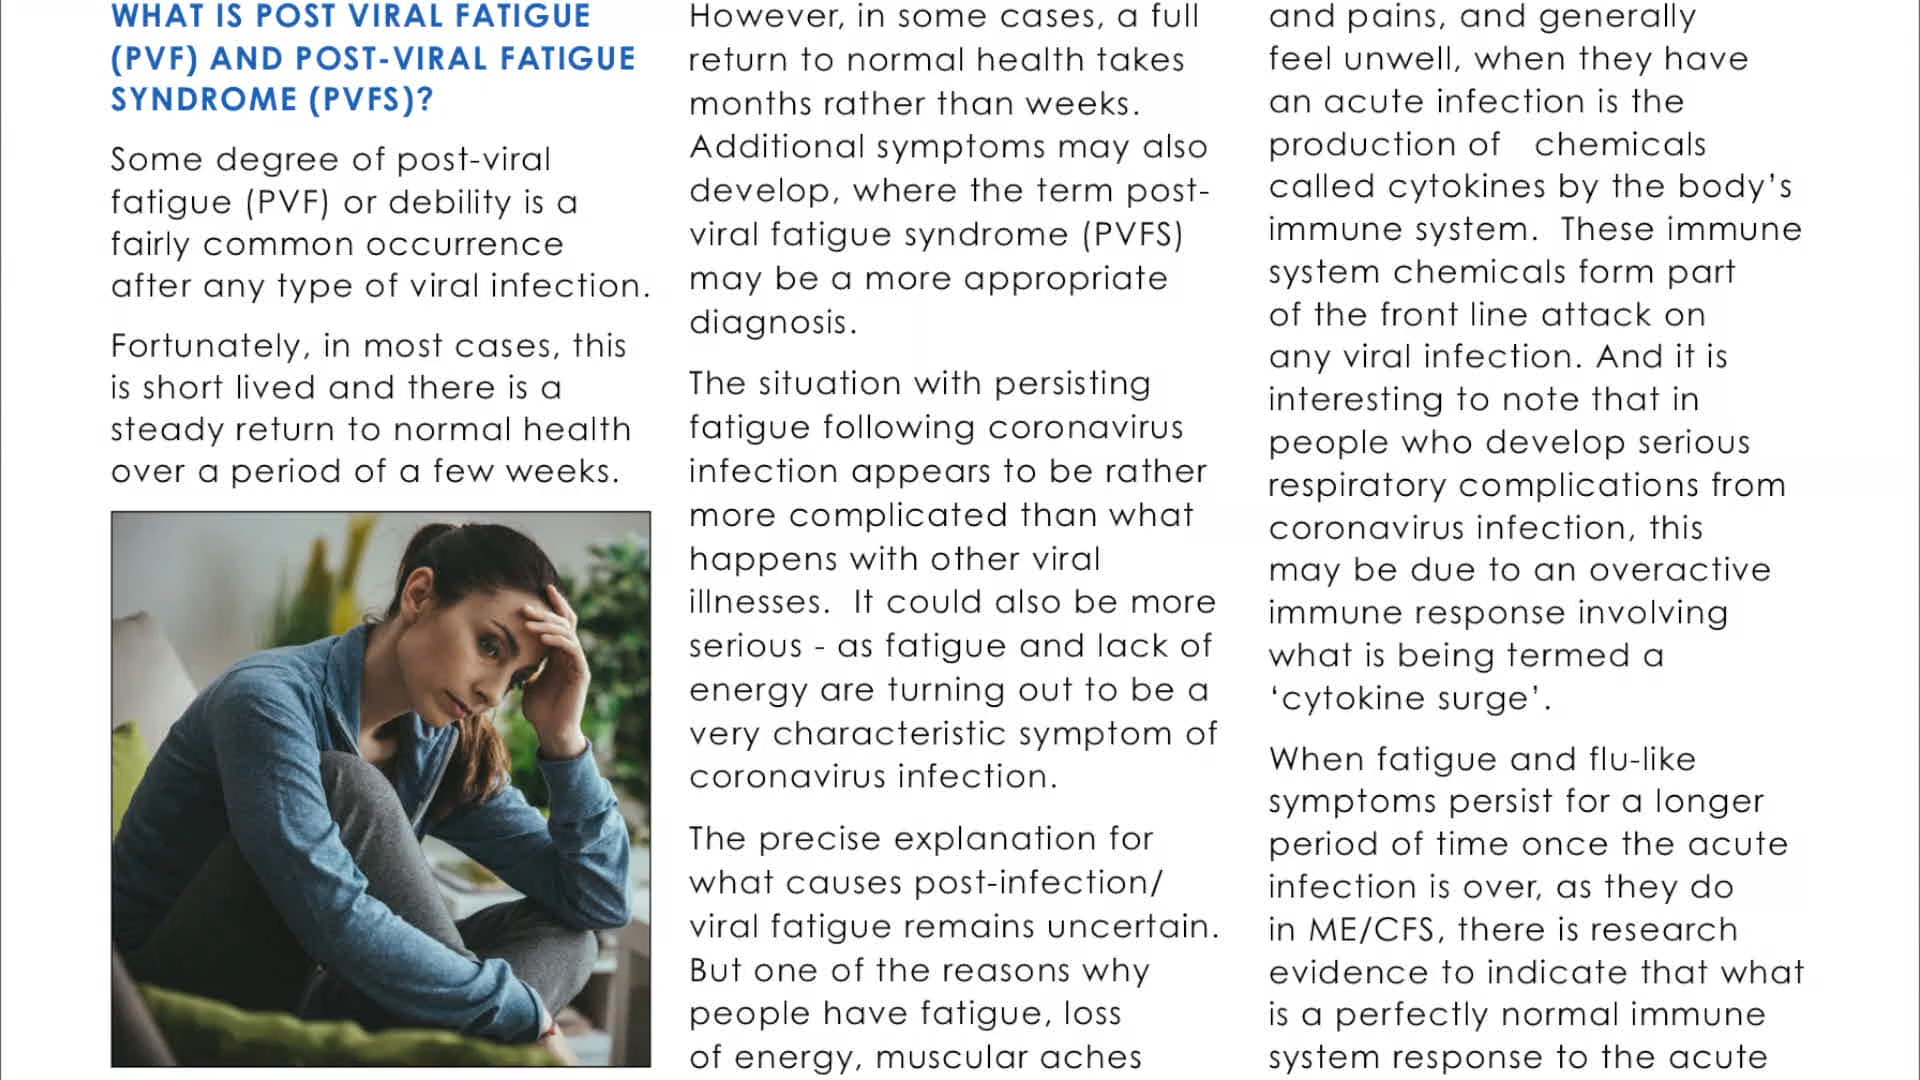 WHAT IS POST VIRAL FATIGUE
(PVF) AND POST-VIRAL FATIGUE
SYNDROME (PVFS)?
Some degree of post-viral
fatigue (PVF) or debility is a
fairly common occurrence
after any type of viral infection.
Fortunately, in most cases, this
is short lived and there is a
steady return to normal health
over a period of a few weeks.
However, in some cases, a full
return to normal health takes
months rather than weeks.
Additional symptoms may also
develop, where the term post-
viral fatigue syndrome (PVFS)
may be a more appropriate
diagnosis.
The situation with persisting
fatigue following coronavirus
infection appears to be rather
more complicated than what
happens with other viral
illnesses.  It could also be more
serious - as fatigue and lack of
energy are turning out to be a
very characteristic symptom of
coronavirus infection.
The precise explanation for
what causes post-infection/
viral fatigue remains uncertain.
But one of the reasons why
people have fatigue, loss
of energy, muscular aches
and pains, and generally
feel unwell, when they have
an acute infection is the
production of   chemicals
called cytokines by the body’s
immune system.  These immune
system chemicals form part
of the front line attack on
any viral infection. And it is
interesting to note that in
people who develop serious
respiratory complications from
coronavirus infection, this
may be due to an overactive
immune response involving
what is being termed a
‘cytokine surge’.
When fatigue and flu-like
symptoms persist for a longer
period of time once the acute
infection is over, as they do
in ME/CFS, there is research
evidence to indicate that what
is a perfectly normal immune
system response to the acute